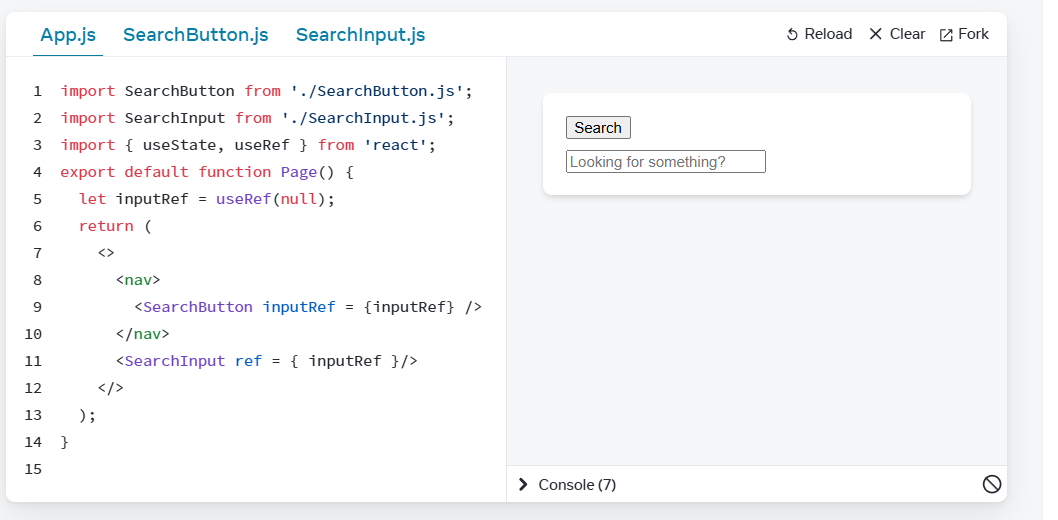 App.js SearchButton.js SearchInput.js Reload Clear Fork
1 import SearchButton from './SearchButton.js';
2 import SearchInput from './SearchInput.js';
3 import { useState, useRef } from 'react';
4 export default function Page() {
5 let inputRef = useRef(null);
6 return (
7 <>
8 <nav>
9 <SearchButton inputRef = {inputRef} />
10 </nav>
11 <SearchInput ref = { inputRef }/>
12 </>
13 );
14 }
15
Search
Looking for something?
Console (7)